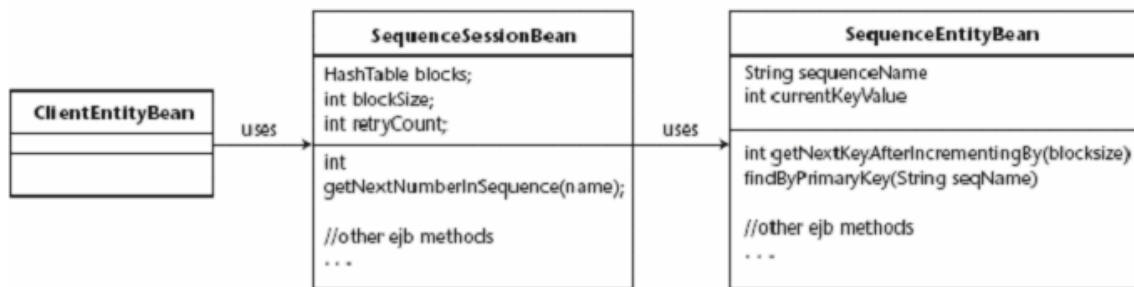 ClientEntityBean
uses
SequenceSessionBean
HashTable blocks;
int blockSize;
int retryCount;
int
getNextNumberInSequence(name);
//other ejb methods
. . .
uses
SequenceEntityBean
String sequenceName
int currentKeyValue
int getNextKeyAfterIncrementingBy(blocksize)
findByPrimaryKey(String seqName)
//other ejb methods
. . .